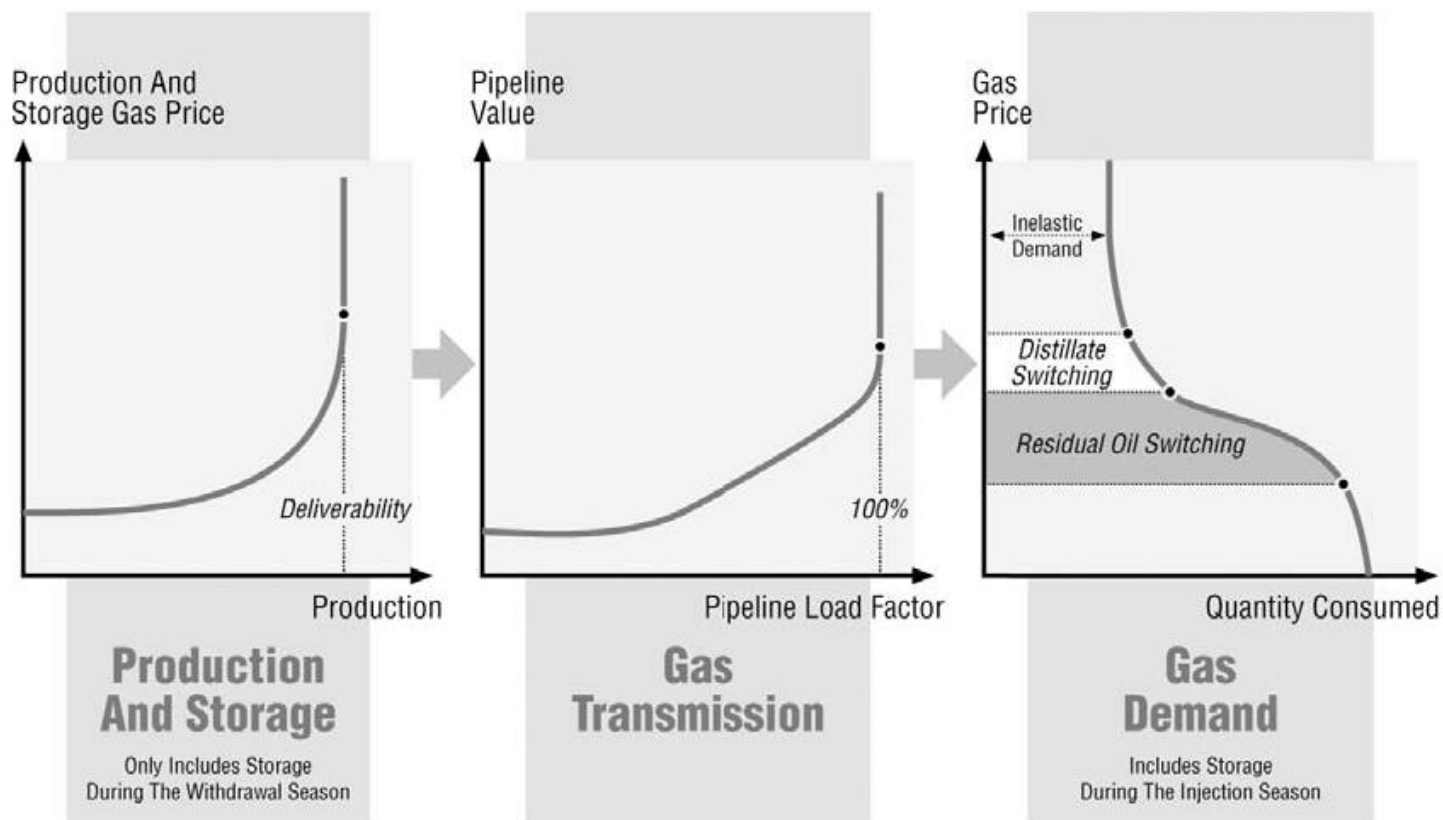 Production And
Storage Gas Price
Deliverability
Production
Production
And Storage
Only Includes Storage
During The Withdrawal Season
Pipeline
Value
100%
Pipeline Load Factor
Gas
Transmission
Gas
Price
Inelastic
Demand
Distillate
Switching
Residual Oil Switching
Quantity Consumed
Gas
Demand
Includes Storage
During The Injection Season